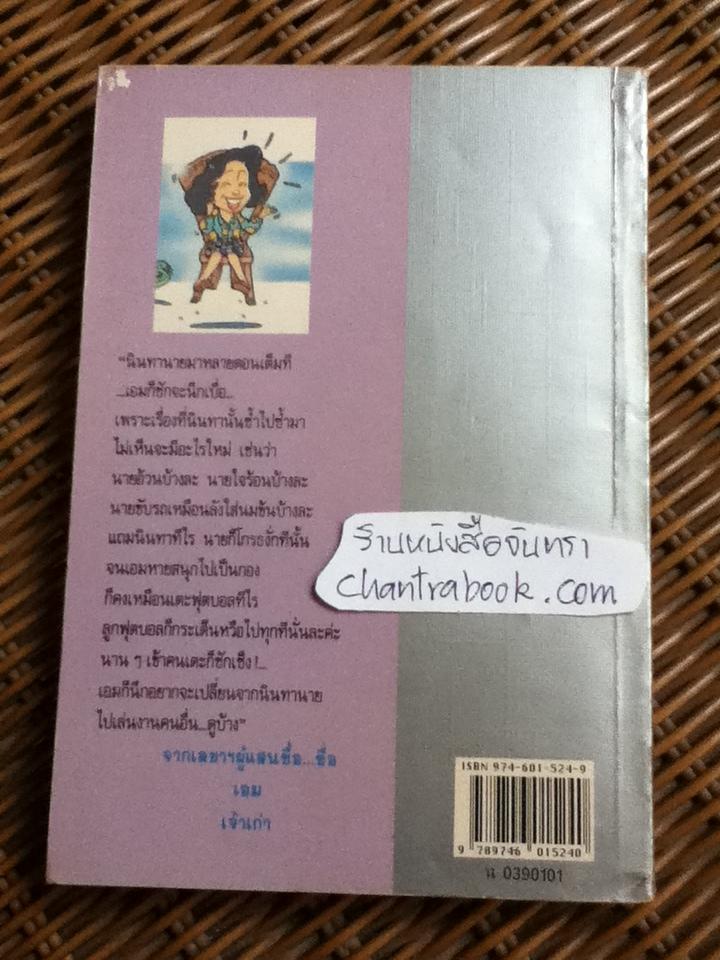 "นินทานายมาหลายตอนเต็มที
...เอมก็ชักจะนึกเบื่อ...
เพราะเรื่องที่นินทานั้นซ้ำไปซ้ำมา
ไม่เห็นจะมีอะไรใหม่ เช่นว่า
นายอ้วนบ้างละ นายใจร้อนบ้างละ
นายขับรถเหมือนลังใส่นมข้นบ้างละ
แถมนินทาทีไร นายก็โกรธงั่กทีนั้น
จนเอมหายสนุกไปเป็นกอง
ก็คงเหมือนเตะฟุตบอลทีไร
ลูกฟุตบอลก็กระเด็นหวือไปทุกทีนั่นละค่ะ
นาน ๆ เข้าคนเตะก็ชักเซ็ง!...
เอมก็นึกอยากจะเปลี่ยนจากนินทานาย
ไปเล่นงานคนอื่น...ดูบ้าง"
จากเลขาฯผู้แสนซื่อ...ชื่อ
เอม
เจ้าเก่า
ร้านหนังสือจันทรา
chantrabook.com
ISBN 974-601-524-9
9 789746 015240
น 0390101